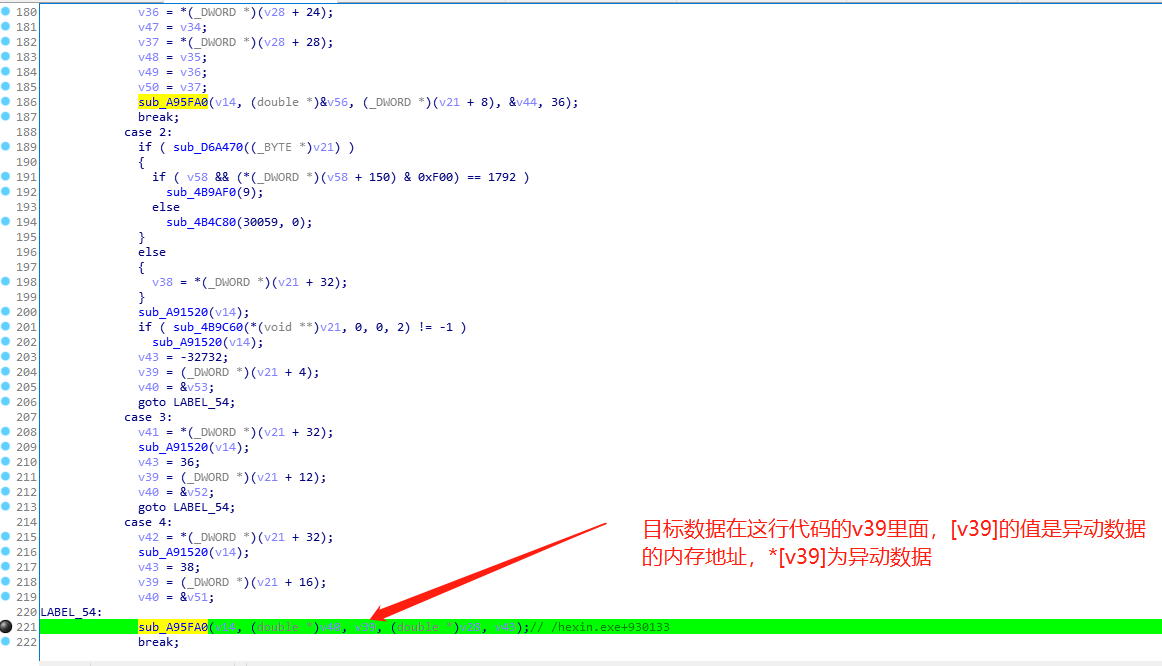 180 v36 = *(_DWORD *)(v28 + 24);
181 v47 = v34;
182 v37 = *(_DWORD *)(v28 + 28);
183 v48 = v35;
184 v49 = v36;
185 v50 = v37;
186 sub_A95FA0(v14, (double *)&v56, (_DWORD *)(v21 + 8), &v44, 36);
187 break;
188 case 2:
189 if ( sub_D6A470((_BYTE *)v21) )
190 {
191 if ( v58 && (*(_DWORD *)(v58 + 150) & 0xF00) == 1792 )
192 sub_4B9AF0(9);
193 else
194 sub_4B4C80(30059, 0);
195 }
196 else
197 {
198 v38 = *(_DWORD *)(v21 + 32);
199 }
200 sub_A91520(v14);
201 if ( sub_4B9C60(*(void **)v21, 0, 0, 2) != -1 )
202 sub_A91520(v14);
203 v43 = -32732;
204 v39 = (_DWORD *)(v21 + 4);
205 v40 = &v53;
206 goto LABEL_54;
207 case 3:
208 v41 = *(_DWORD *)(v21 + 32);
209 sub_A91520(v14);
210 v43 = 36;
211 v39 = (_DWORD *)(v21 + 12);
212 v40 = &v52;
213 goto LABEL_54;
214 case 4:
215 v42 = *(_DWORD *)(v21 + 32);
216 sub_A91520(v14);
217 v43 = 38;
218 v39 = (_DWORD *)(v21 + 16);
219 v40 = &v51;
220 LABEL_54:
221 sub_A95FA0(v14, (double *)v40, v39, (double *)v28, v43);// /hexin.exe+930133
222 break;
目标数据在这行代码的v39里面，[v39]的值是异动数据
的内存地址，*[v39]为异动数据